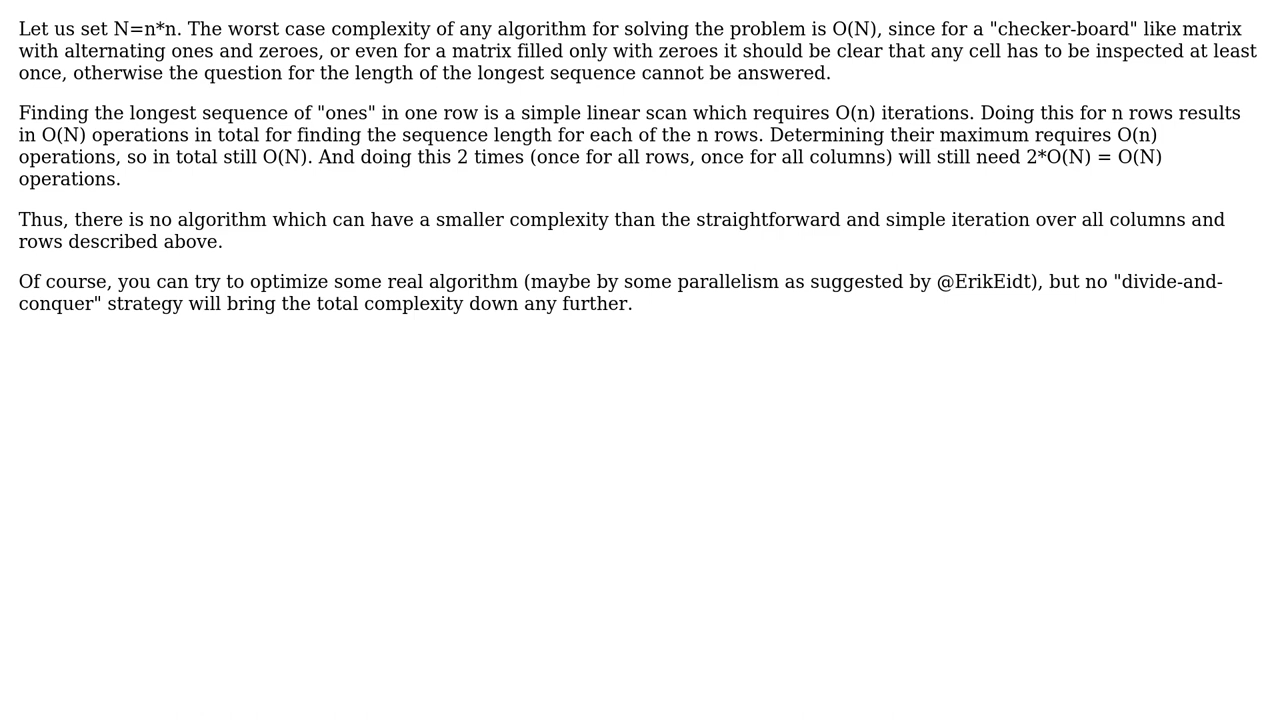 Let us set N=n*n. The worst case complexity of any algorithm for solving the problem is O(N), since for a "checker-board" like matrix
with alternating ones and zeroes, or even for a matrix filled only with zeroes it should be clear that any cell has to be inspected at least
once, otherwise the question for the length of the longest sequence cannot be answered.
Finding the longest sequence of "ones" in one row is a simple linear scan which requires O(n) iterations. Doing this for n rows results
in O(N) operations in total for finding the sequence length for each of the n rows. Determining their maximum requires O(n)
operations, so in total still O(N). And doing this 2 times (once for all rows, once for all columns) will still need 2*O(N) = O(N)
operations.
Thus, there is no algorithm which can have a smaller complexity than the straightforward and simple iteration over all columns and
rows described above.
Of course, you can try to optimize some real algorithm (maybe by some parallelism as suggested by @ErikEidt), but no "divide-and-
conquer" strategy will bring the total complexity down any further.